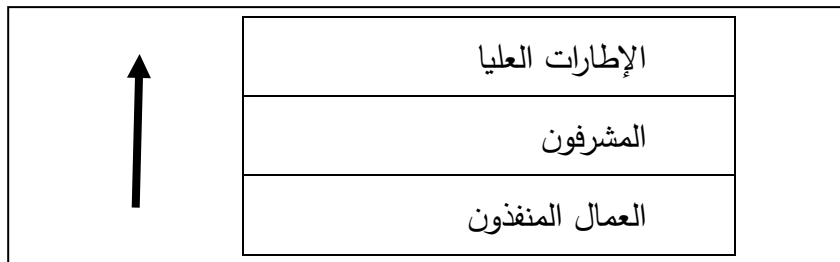 الإطارات العليا
المشرفون
العمال المنفذون